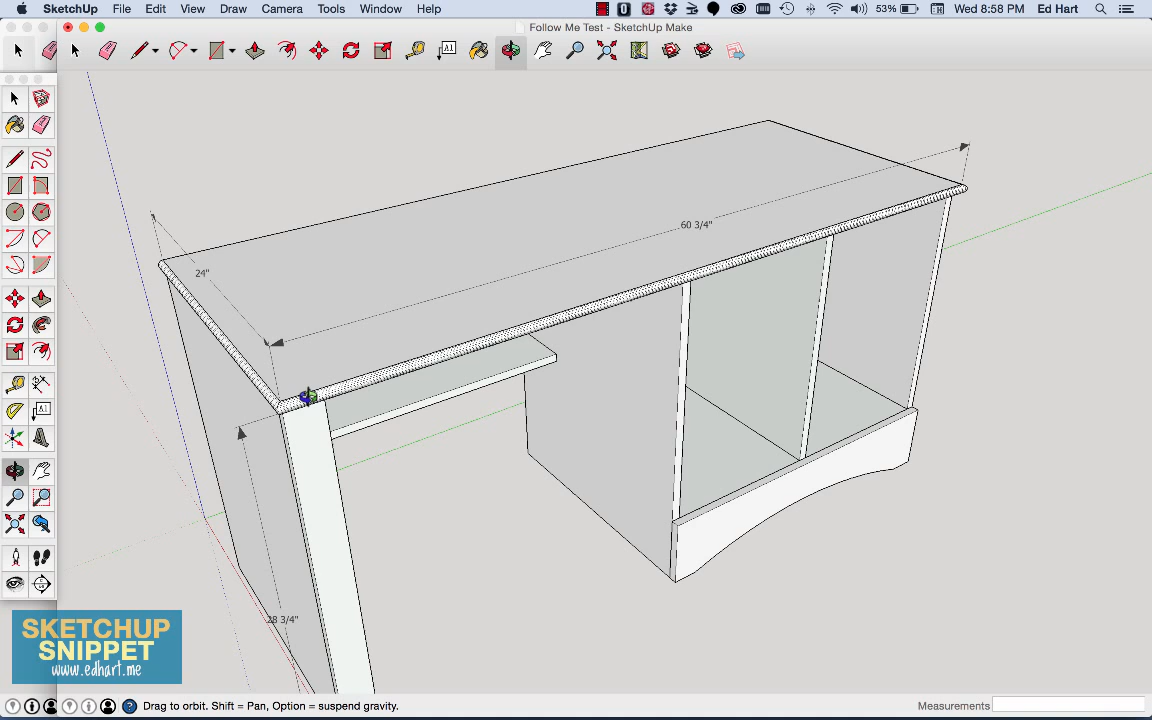 SketchUp File Edit View Draw Camera Tools Window Help 53% Wed 8:58 PM Ed Hart
Follow Me Test - SketchUp Make
A1
60 3/4"
24"
A1
28 3/4"
SKETCHUP
SNIPPET
www.edhart.me
Drag to orbit. Shift = Pan, Option = suspend gravity.
Measurements